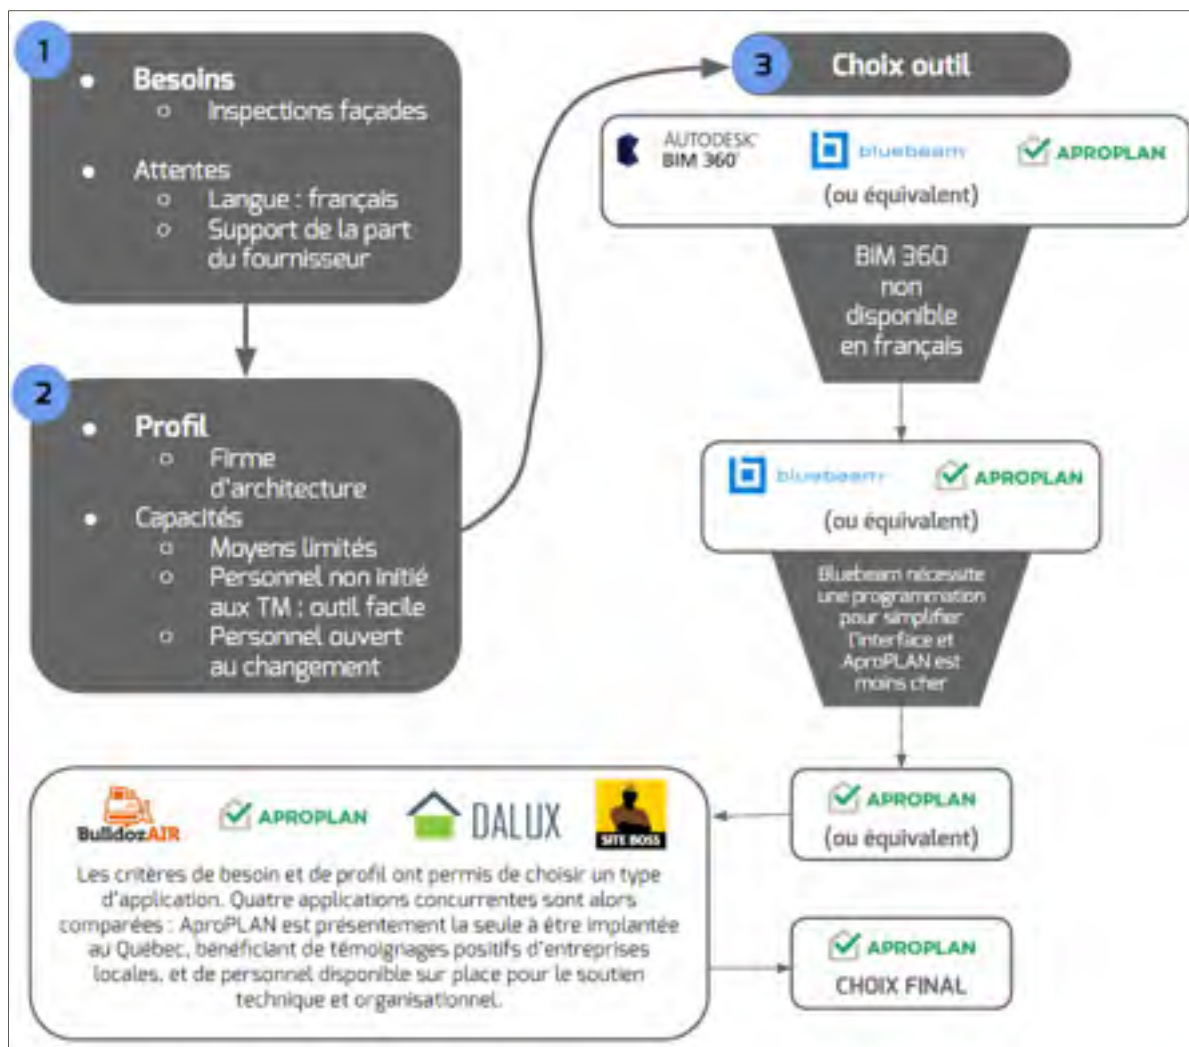 1
● Besoins
○ Inspections façades
● Attentes
○ Langue : français
○ Support de la part
du fournisseur
2
● Profil
○ Firme
d'architecture
● Capacités
○ Moyens limités
○ Personnel non initié
aux TM : outil facile
○ Personnel ouvert
au changement
3 Choix outil
AUTODESK
BIM 360
bluebeam
APROPLAN
(ou équivalent)
BIM 360
non
disponible
en français
bluebeam
APROPLAN
(ou équivalent)
Bluebeam nécessite
une programmation
pour simplifier
l'interface et
AproPLAN est
moins cher
APROPLAN
(ou équivalent)
BulldozAIR
APROPLAN
DALUX
SITE BOSS
Les critères de besoin et de profil ont permis de choisir un type
d'application. Quatre applications concurrentes sont alors
comparées : AproPLAN est présentement la seule à être implantée
au Québec, bénéficiant de témoignages positifs d'entreprises
locales, et de personnel disponible sur place pour le soutien
technique et organisationnel.
APROPLAN
CHOIX FINAL